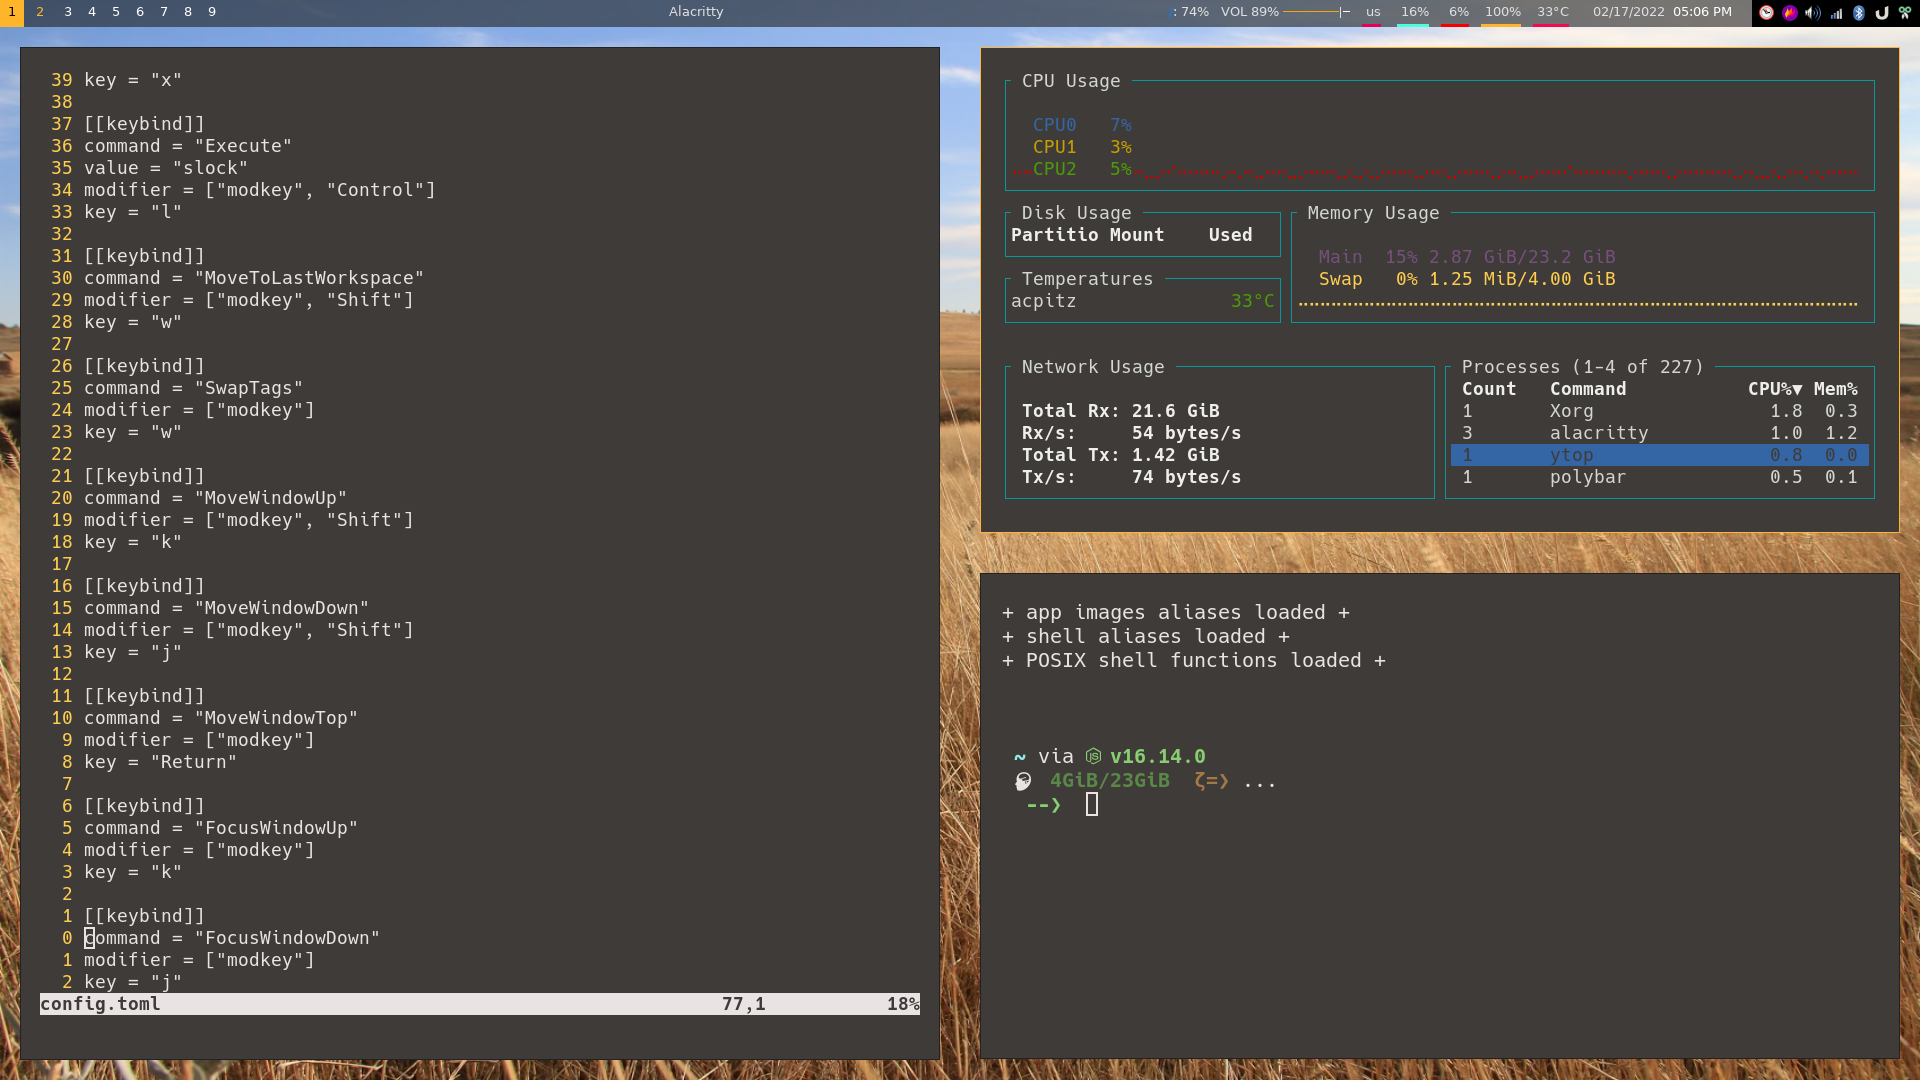 1 2 3 4 5 6 7 8 9
Alacritty
: 74% VOL 89% us 16% 6% 100% 33°C 02/17/2022 05:06 PM
39 key = "x"
38
37 [[keybind]]
36 command = "Execute"
35 value = "slock"
34 modifier = ["modkey", "Control"]
33 key = "l"
32
31 [[keybind]]
30 command = "MoveToLastWorkspace"
29 modifier = ["modkey", "Shift"]
28 key = "w"
27
26 [[keybind]]
25 command = "SwapTags"
24 modifier = ["modkey"]
23 key = "w"
22
21 [[keybind]]
20 command = "MoveWindowUp"
19 modifier = ["modkey", "Shift"]
18 key = "k"
17
16 [[keybind]]
15 command = "MoveWindowDown"
14 modifier = ["modkey", "Shift"]
13 key = "j"
12
11 [[keybind]]
10 command = "MoveWindowTop"
9 modifier = ["modkey"]
8 key = "Return"
7
6 [[keybind]]
5 command = "FocusWindowUp"
4 modifier = ["modkey"]
3 key = "k"
2
1 [[keybind]]
0 command = "FocusWindowDown"
1 modifier = ["modkey"]
2 key = "j"
config.toml 77,1 18%
CPU Usage
CPU0 7%
CPU1 3%
CPU2 5%
Disk Usage
Partitio Mount Used
Temperatures
acpitz 33°C
Memory Usage
Main 15% 2.87 GiB/23.2 GiB
Swap 0% 1.25 MiB/4.00 GiB
Network Usage
Total Rx: 21.6 GiB
Rx/s: 54 bytes/s
Total Tx: 1.42 GiB
Tx/s: 74 bytes/s
Processes (1-4 of 227)
Count Command CPU%▼ Mem%
1 Xorg 1.8 0.3
3 alacritty 1.0 1.2
1 ytop 0.8 0.0
1 polybar 0.5 0.1
+ app images aliases loaded +
+ shell aliases loaded +
+ POSIX shell functions loaded +
~ via JS v16.14.0
4GiB/23GiB ζ=❯ ...
--❯